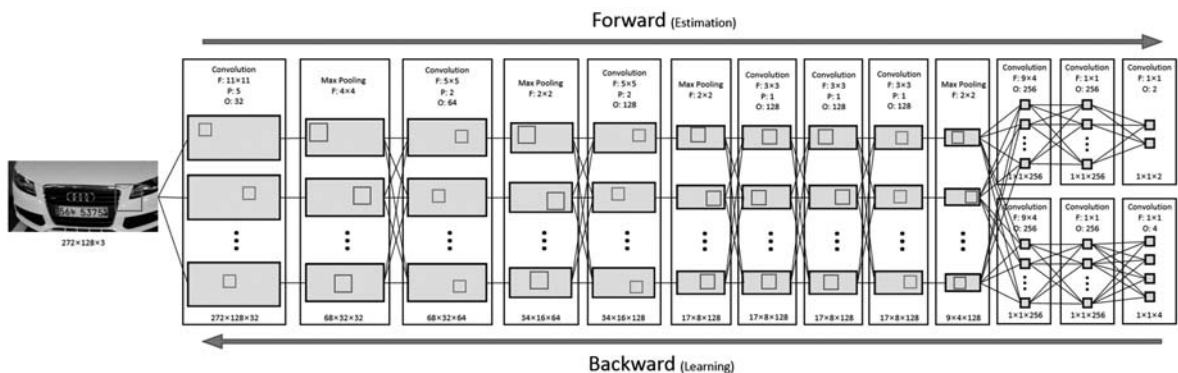 Forward (Estimation)
Convolution
F: 11×11
P: 5
O: 32
Max Pooling
F: 4×4
Convolution
F: 5×5
P: 2
O: 64
Max Pooling
F: 2×2
Convolution
F: 5×5
P: 2
O: 128
Max Pooling
F: 2×2
Convolution
F: 3×3
P: 1
O: 128
Convolution
F: 3×3
P: 1
O: 128
Convolution
F: 3×3
P: 1
O: 128
Max Pooling
F: 2×2
Convolution
F: 9×4
O: 256
Convolution
F: 1×1
O: 256
Convolution
F: 1×1
O: 2
1×1×256
1×1×256
1×1×2
Convolution
F: 9×4
O: 256
Convolution
F: 1×1
O: 256
Convolution
F: 1×1
O: 4
5375
272×128×3
272×128×32
68×32×32
68×32×64
34×16×64
34×16×128
17×8×128
17×8×128
17×8×128
17×8×128
9×4×128
1×1×256
1×1×256
1×1×4
Backward (Learning)